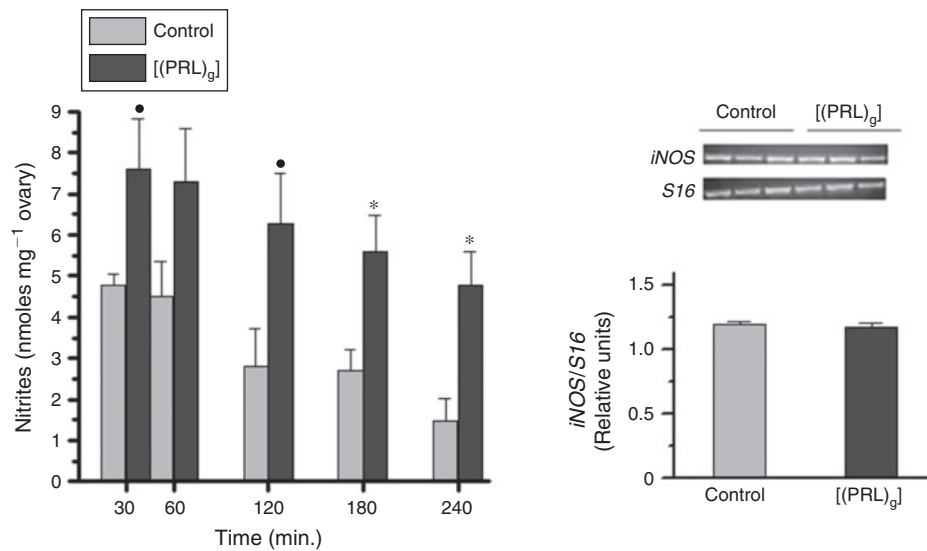 Control
[(PRL)g]
Nitrites (nmoles mg−1 ovary)
9
8
7
6
5
4
3
2
1
0
•
•
*
*
30 60 120 180 240
Time (min.)
Control [(PRL)g]
iNOS
S16
iNOS/S16
(Relative units)
1.5
1.0
0.5
0
Control [(PRL)g]